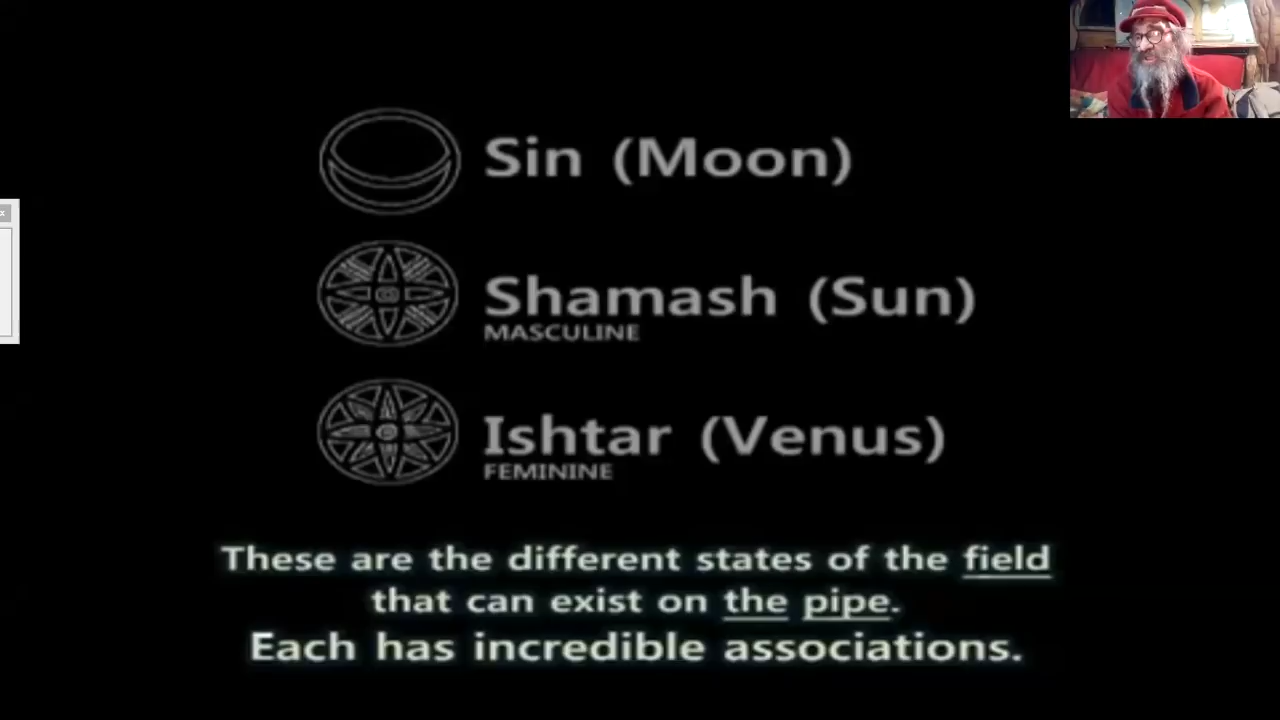 Sin (Moon)
Shamash (Sun)
MASCULINE
Ishtar (Venus)
FEMININE
These are the different states of the field
that can exist on the pipe.
Each has incredible associations.
x